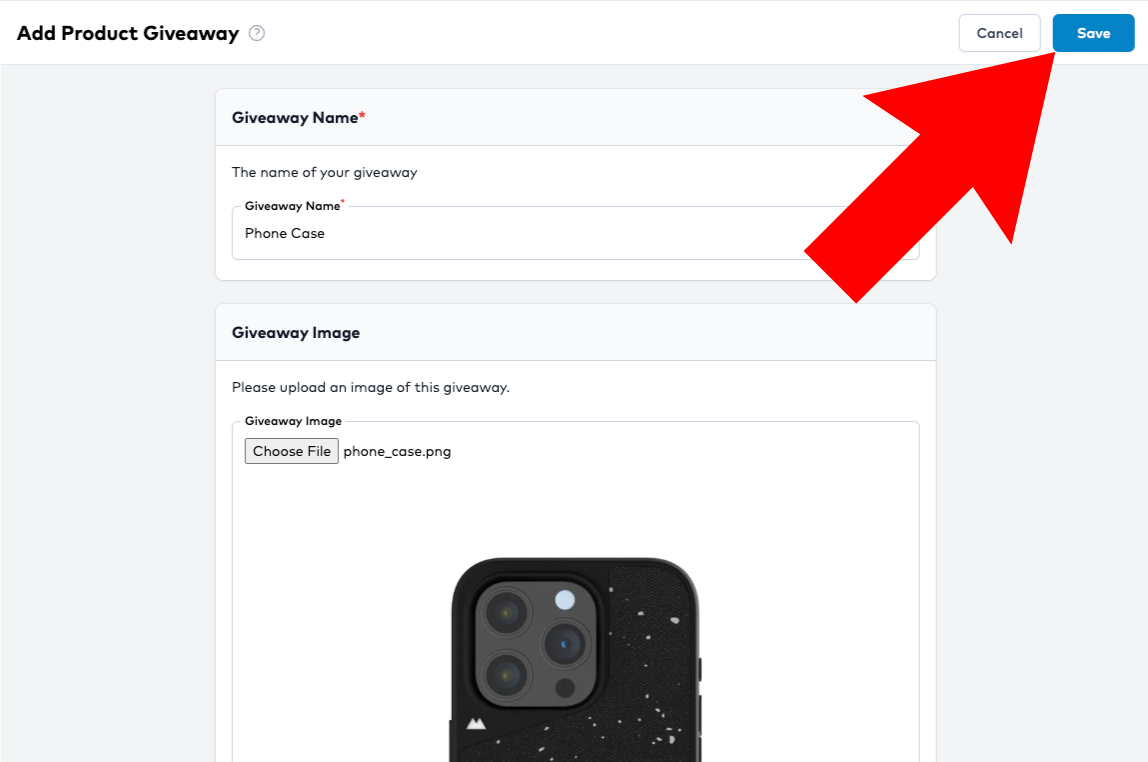 Add Product Giveaway ?
Cancel
Save
Giveaway Name*
The name of your giveaway
Giveaway Name*
Phone Case
Giveaway Image
Please upload an image of this giveaway.
Giveaway Image
Choose File phone_case.png